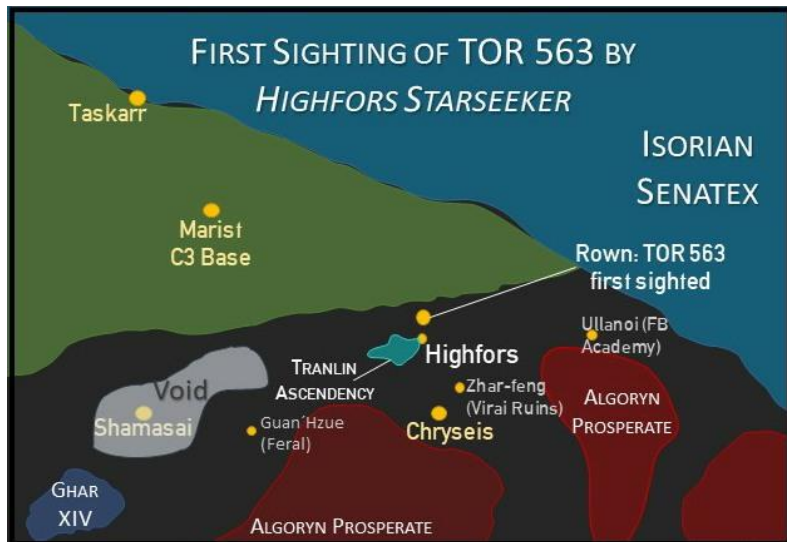 FIRST SIGHTING OF TOR 563 BY
HIGHFORS STARSEEKER
Taskarr
ISORIAN
SENATEX
Marist
C3 Base
Rown: TOR 563
first sighted
Ullanoi (FB
Academy)
Highfors
TRANLIN
ASCENDENCY
Void
Zhar-feng
(Virai Ruins)
ALGORYN
PROSPERATE
Shamasai
Guan'Hzue
(Feral)
Chryseis
GHAR
XIV
ALGORYN PROSPERATE